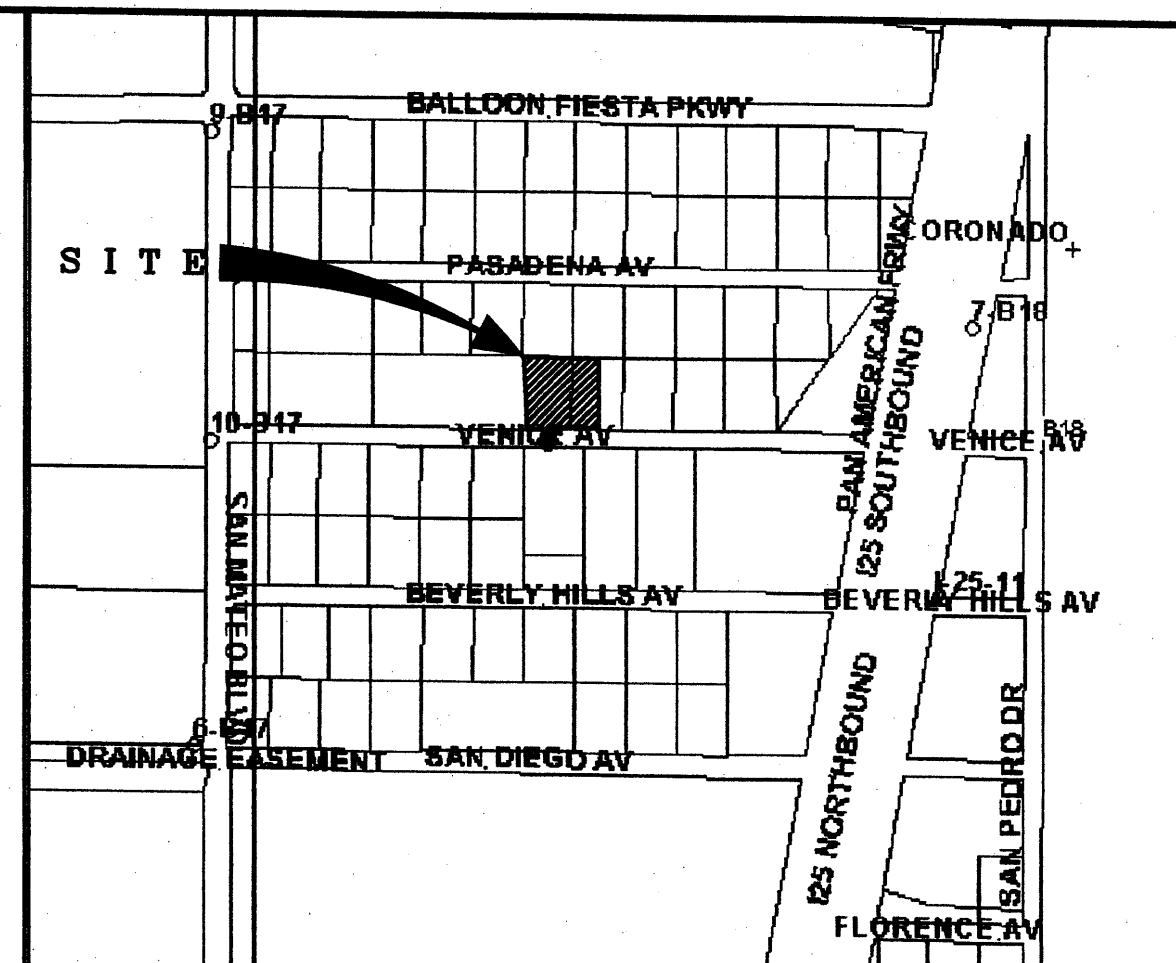 BALLOON FIESTA PKWY
9-B17
CORONADO
SITE
PASADENA AV
7-B18
PAN AMERICAN FRWY
I25 SOUTHBOUND
10-B17
VENICE AV
VENICE AV
B18
SAN MATEO BLVD
I-25-11
BEVERLY HILLS AV
BEVERLY HILLS AV
I25 NORTHBOUND
SAN PEDRO DR
DRAINAGE EASEMENT
SAN DIEGO AV
FLORENCE AV